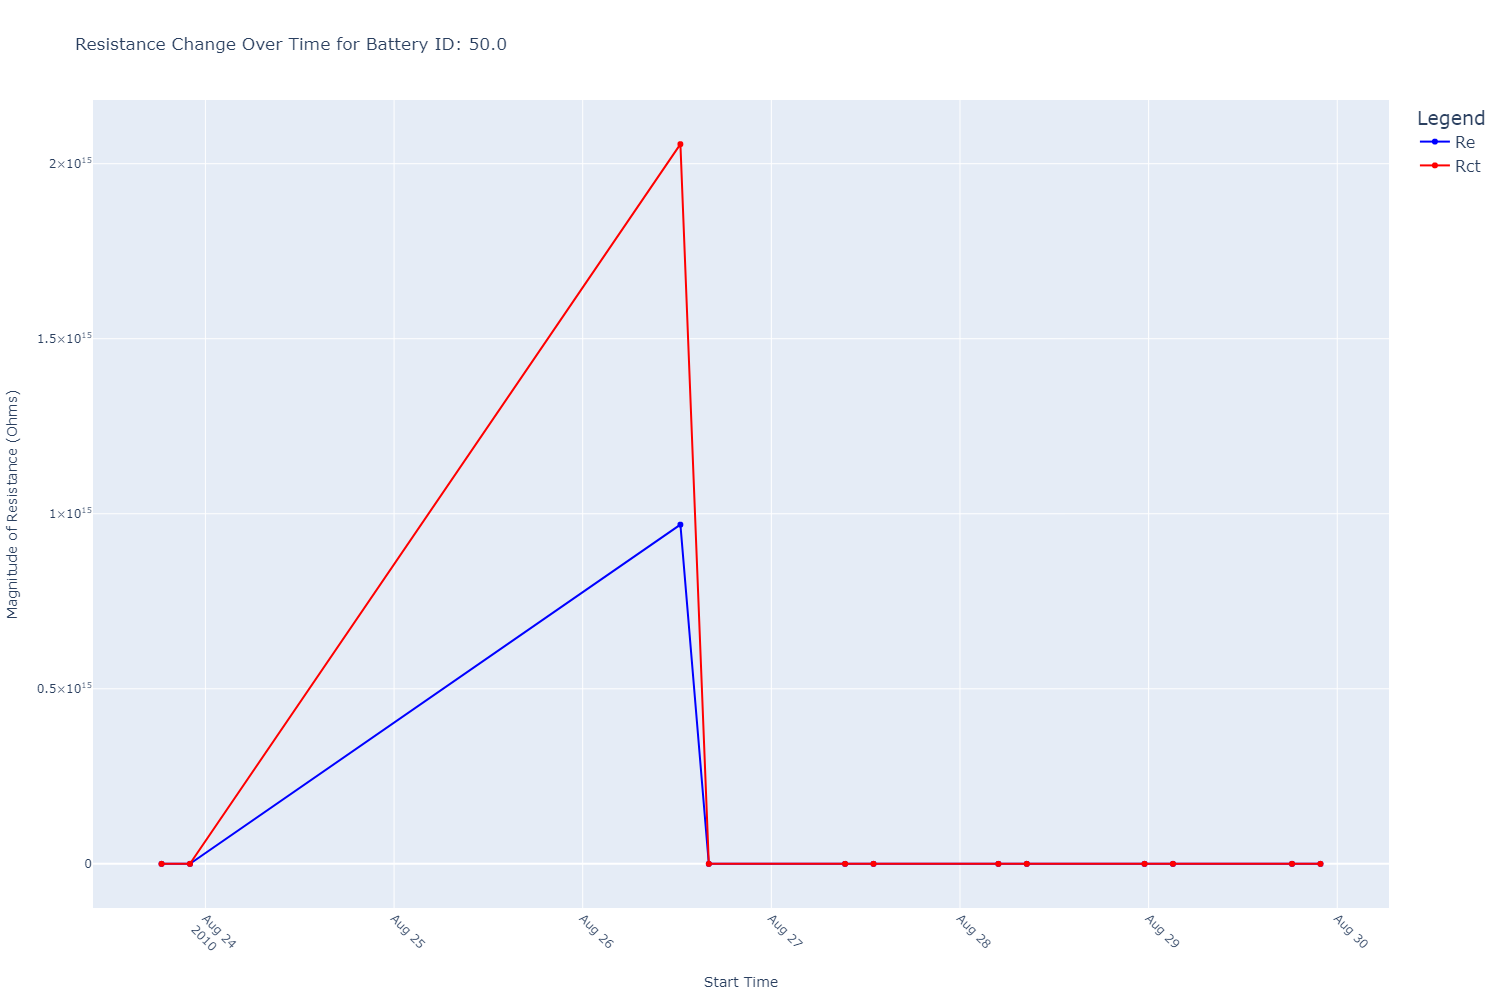 Resistance Change Over Time for Battery ID: 50.0
Legend
Re
Rct
Magnitude of Resistance (Ohms)
2×10¹⁵
1.5×10¹⁵
1×10¹⁵
0.5×10¹⁵
0
Aug 24
2010
Aug 25
Aug 26
Aug 27
Aug 28
Aug 29
Aug 30
Start Time